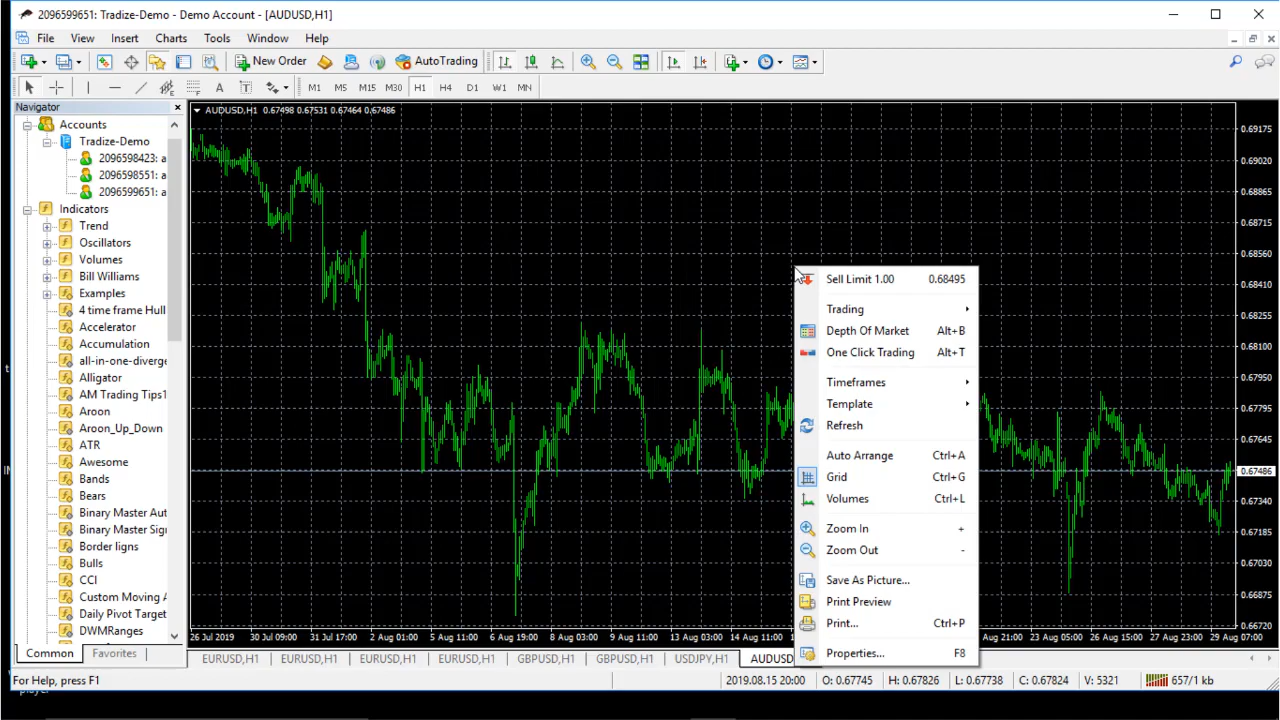 2096599651: Tradize-Demo - Demo Account - [AUDUSD,H1]
File View Insert Charts Tools Window Help
New Order AutoTrading
M1 M5 M15 M30 H1 H4 D1 W1 MN
Navigator
Accounts
Tradize-Demo
2096598423: a
2096598551: a
2096599651: a
Indicators
Trend
Oscillators
Volumes
Bill Williams
Examples
4 time frame Hull
Accelerator
Accumulation
all-in-one-diverge
Alligator
AM Trading Tips1
Aroon
Aroon_Up_Down
ATR
Awesome
Bands
Bears
Binary Master Aut
Binary Master Sign
Border ligns
Bulls
CCI
Custom Moving A
Daily Pivot Target
DWMRanges
Common Favorites
AUDUSD,H1 0.67498 0.67531 0.67464 0.67486
0.69175
0.69020
0.68865
0.68715
0.68560
0.68410
0.68255
0.68100
0.67950
0.67795
0.67645
0.67486
0.67340
0.67185
0.67030
0.66875
0.66720
Sell Limit 1.00 0.68495
Trading
Depth Of Market Alt+B
One Click Trading Alt+T
Timeframes
Template
Refresh
Auto Arrange Ctrl+A
Grid Ctrl+G
Volumes Ctrl+L
Zoom In +
Zoom Out -
Save As Picture...
Print Preview
Print... Ctrl+P
Properties... F8
26 Jul 2019 30 Jul 09:00 31 Jul 17:00 2 Aug 01:00 5 Aug 11:00 6 Aug 19:00 8 Aug 03:00 9 Aug 11:00 13 Aug 03:00 14 Aug 11:00 Aug 21:00 23 Aug 05:00 26 Aug 15:00 27 Aug 23:00 29 Aug 07:00
EURUSD,H1 EURUSD,H1 EURUSD,H1 EURUSD,H1 GBPUSD,H1 GBPUSD,H1 USDJPY,H1 AUDUSD
For Help, press F1 2019.08.15 20:00 O: 0.67745 H: 0.67826 L: 0.67738 C: 0.67824 V: 5321 657/1 kb